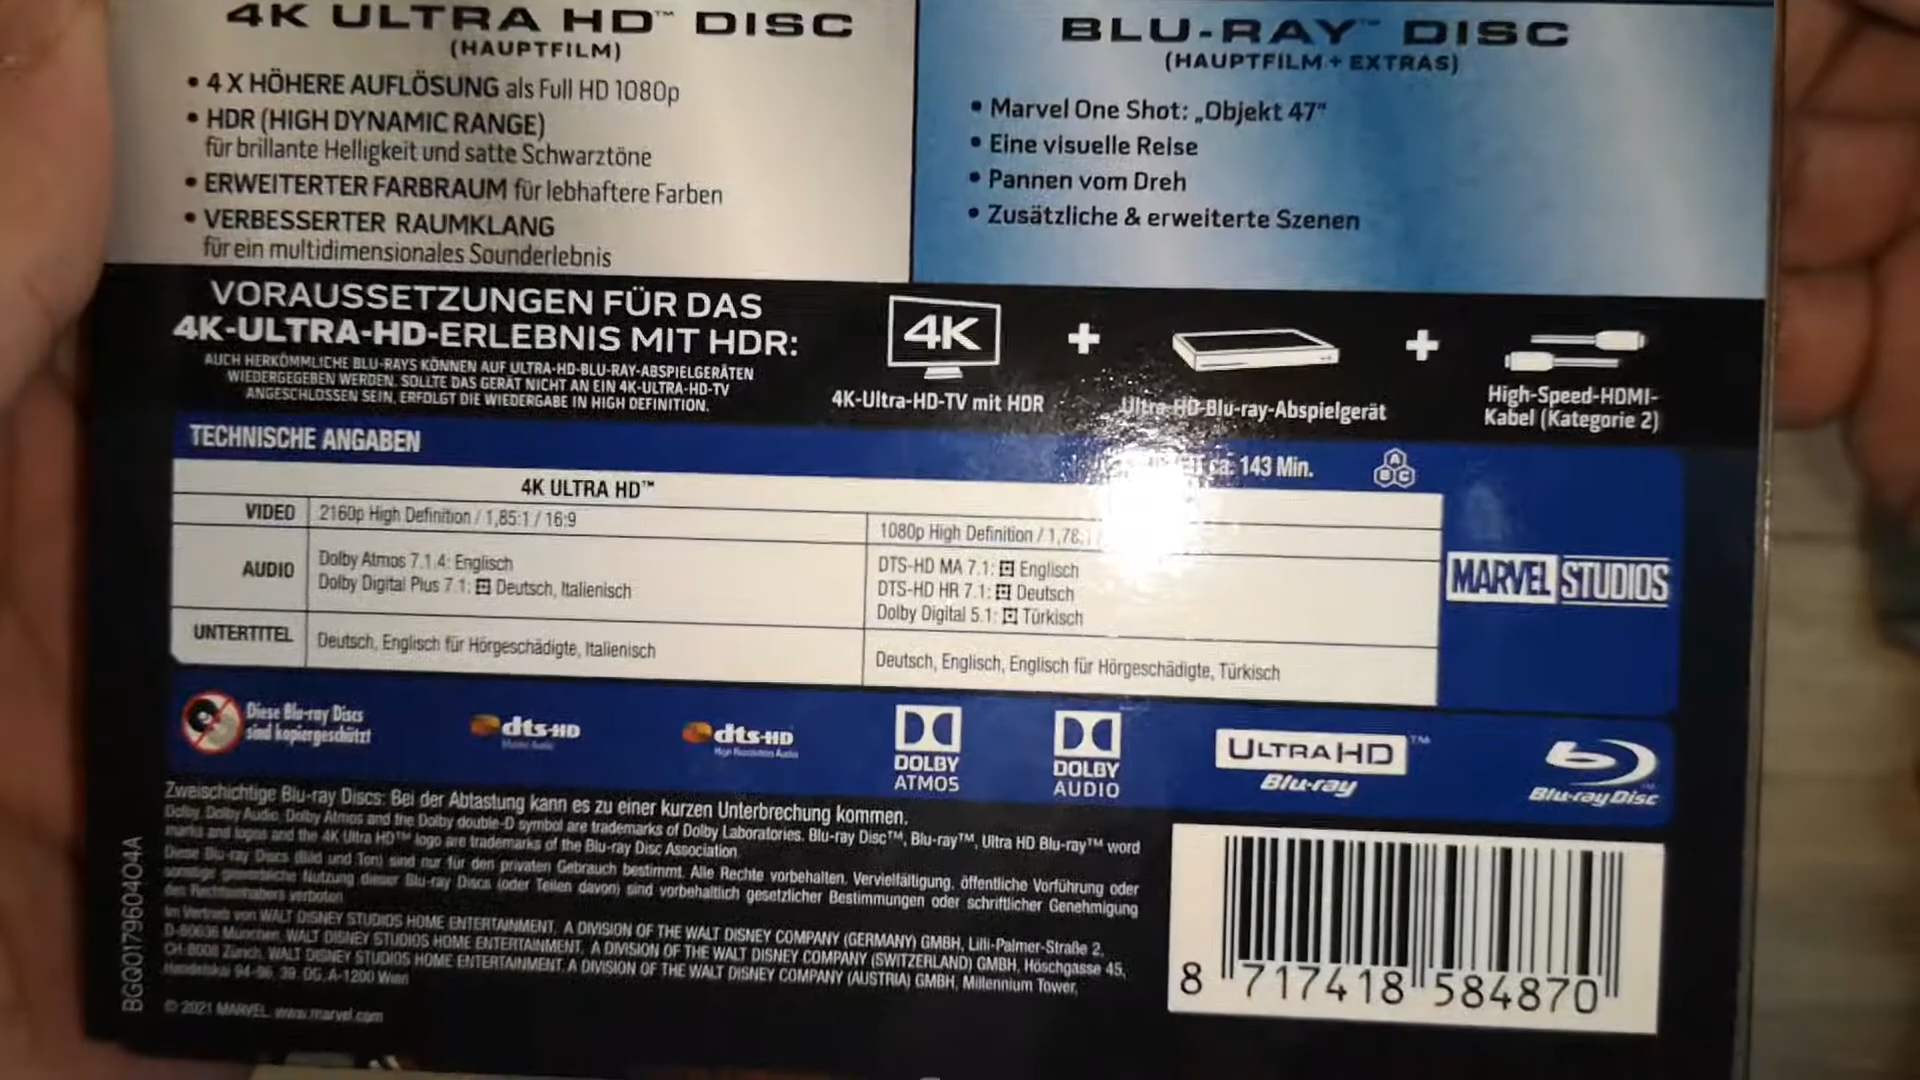 4K ULTRA HD™ DISC
(HAUPTFILM)
• 4 X HÖHERE AUFLÖSUNG als Full HD 1080p
• HDR (HIGH DYNAMIC RANGE)
für brillante Helligkeit und satte Schwarztöne
• ERWEITERTER FARBRAUM für lebhaftere Farben
• VERBESSERTER RAUMKLANG
für ein multidimensionales Sounderlebnis
BLU-RAY™ DISC
(HAUPTFILM + EXTRAS)
• Marvel One Shot: „Objekt 47"
• Eine visuelle Reise
• Pannen vom Dreh
• Zusätzliche & erweiterte Szenen
VORAUSSETZUNGEN FÜR DAS
4K-ULTRA-HD-ERLEBNIS MIT HDR:
AUCH HERKÖMMLICHE BLU-RAYS KÖNNEN AUF ULTRA-HD-BLU-RAY-ABSPIELGERÄTEN
WIEDERGEGEBEN WERDEN. SOLLTE DAS GERÄT NICHT AN EIN 4K-ULTRA-HD-TV
ANGESCHLOSSEN SEIN, ERFOLGT DIE WIEDERGABE IN HIGH DEFINITION.
4K
+
+
4K-Ultra-HD-TV mit HDR
Ultra-HD-Blu-ray-Abspielgerät
High-Speed-HDMI-
Kabel (Kategorie 2)
TECHNISCHE ANGABEN
ca. 143 Min.
A
B C
4K ULTRA HD™
VIDEO
2160p High Definition / 1,85:1 / 16:9
1080p High Definition / 1,78:1
AUDIO
Dolby Atmos 7.1.4: Englisch
Dolby Digital Plus 7.1: Deutsch, Italienisch
DTS-HD MA 7.1: Englisch
DTS-HD HR 7.1: Deutsch
Dolby Digital 5.1: Türkisch
UNTERTITEL
Deutsch, Englisch für Hörgeschädigte, Italienisch
Deutsch, Englisch, Englisch für Hörgeschädigte, Türkisch
MARVEL STUDIOS
Diese Blu-ray Discs
sind kopiergeschützt
dts-HD
Master Audio
dts-HD
High Resolution Audio
DOLBY
ATMOS
DOLBY
AUDIO
ULTRA HD™
Blu-ray
Blu-ray Disc
Zweischichtige Blu-ray Discs: Bei der Abtastung kann es zu einer kurzen Unterbrechung kommen.
Dolby, Dolby Audio, Dolby Atmos and the Dolby double-D symbol are trademarks of Dolby Laboratories. Blu-ray Disc™, Blu-ray™, Ultra HD Blu-ray™ word
marks and logos and the 4K Ultra HD™ logo are trademarks of the Blu-ray Disc Association.
Diese Blu-ray Discs (Bild und Ton) sind nur für den privaten Gebrauch bestimmt. Alle Rechte vorbehalten. Vervielfältigung, öffentliche Vorführung oder
sonstige gewerbliche Nutzung dieser Blu-ray Discs (oder Teilen davon) sind vorbehaltlich gesetzlicher Bestimmungen oder schriftlicher Genehmigung
des Rechteinhabers verboten.
Im Vertrieb von WALT DISNEY STUDIOS HOME ENTERTAINMENT, A DIVISION OF THE WALT DISNEY COMPANY (GERMANY) GMBH, Lilli-Palmer-Straße 2,
D-80636 München. WALT DISNEY STUDIOS HOME ENTERTAINMENT, A DIVISION OF THE WALT DISNEY COMPANY (SWITZERLAND) GMBH, Höschgasse 45,
CH-8008 Zürich. WALT DISNEY STUDIOS HOME ENTERTAINMENT, A DIVISION OF THE WALT DISNEY COMPANY (AUSTRIA) GMBH, Millennium Tower,
Handelskai 94-96, 39. OG, A-1200 Wien
© 2021 MARVEL. www.marvel.com
BGQ0179604O4A
8 717418 584870